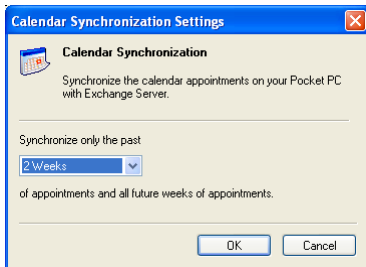 Calendar Synchronization Settings
Calendar Synchronization
Synchronize the calendar appointments on your Pocket PC
with Exchange Server.
Synchronize only the past
2 Weeks
of appointments and all future weeks of appointments.
OK Cancel